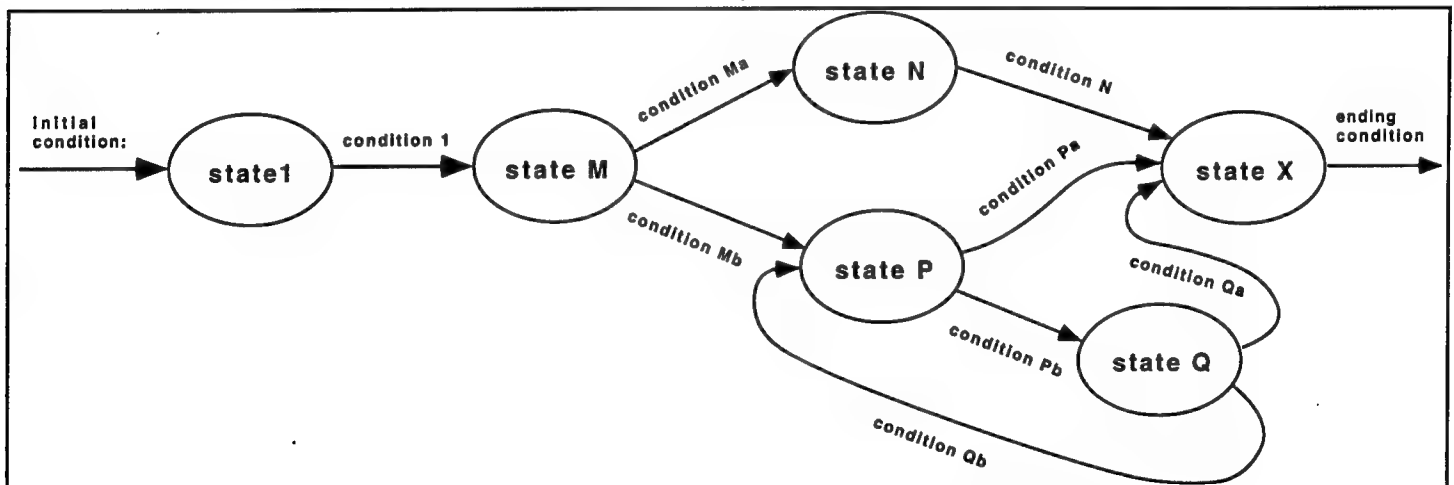 Initial
condition:
state1
condition 1
state M
condition Ma
condition Mb
state N
condition N
state P
condition Pa
condition Pb
state Q
condition Qa
condition Qb
state X
ending
condition